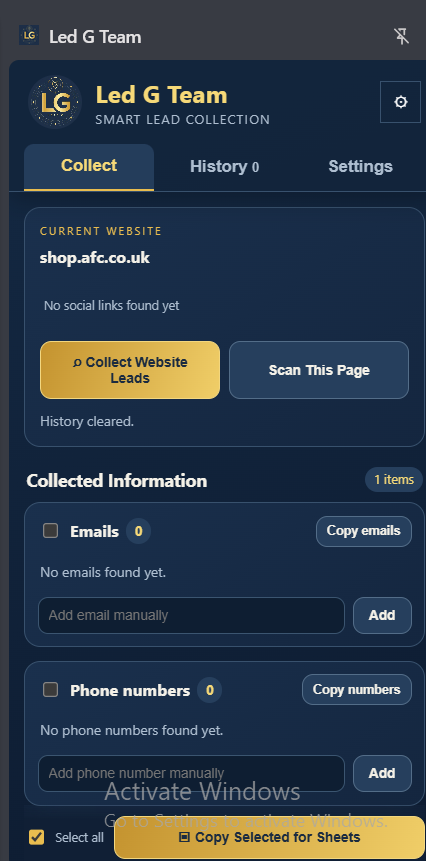 LG Led G Team
LG Led G Team
SMART LEAD COLLECTION
Collect History 0 Settings
CURRENT WEBSITE
shop.afc.co.uk
No social links found yet
Collect Website
Leads
Scan This Page
History cleared.
Collected Information 1 items
Emails 0 Copy emails
No emails found yet.
Add email manually Add
Phone numbers 0 Copy numbers
No phone numbers found yet.
Add phone number manually Add
Activate Windows
Go to Settings to activate Windows.
Select all Copy Selected for Sheets